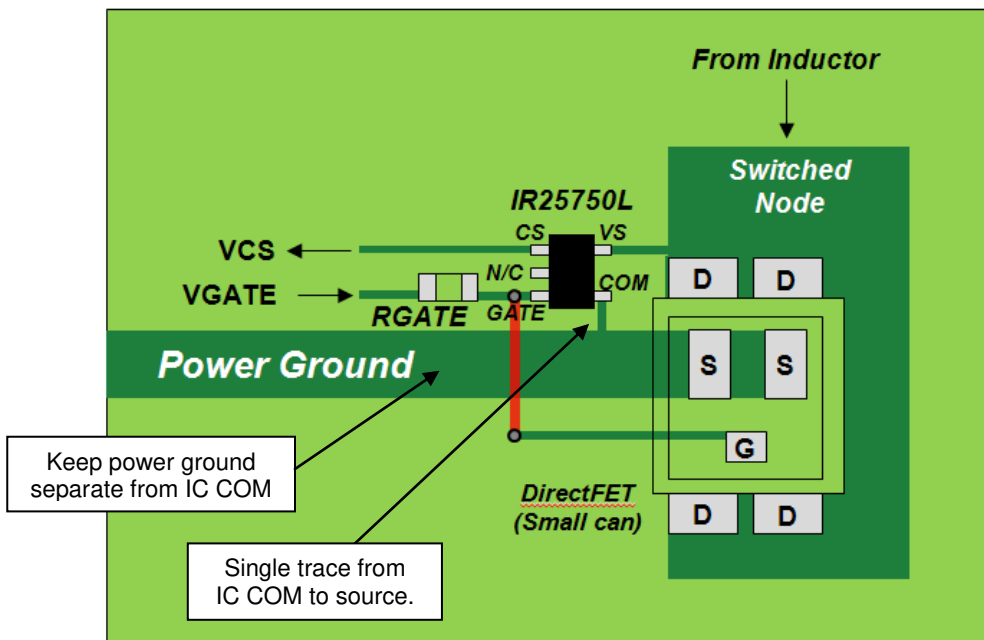 From Inductor
Switched
Node
IR25750L
CS
VS
VCS
N/C
COM
VGATE
RGATE
GATE
D
D
Power Ground
S
S
G
Keep power ground
separate from IC COM
DirectFET
(Small can)
D
D
Single trace from
IC COM to source.